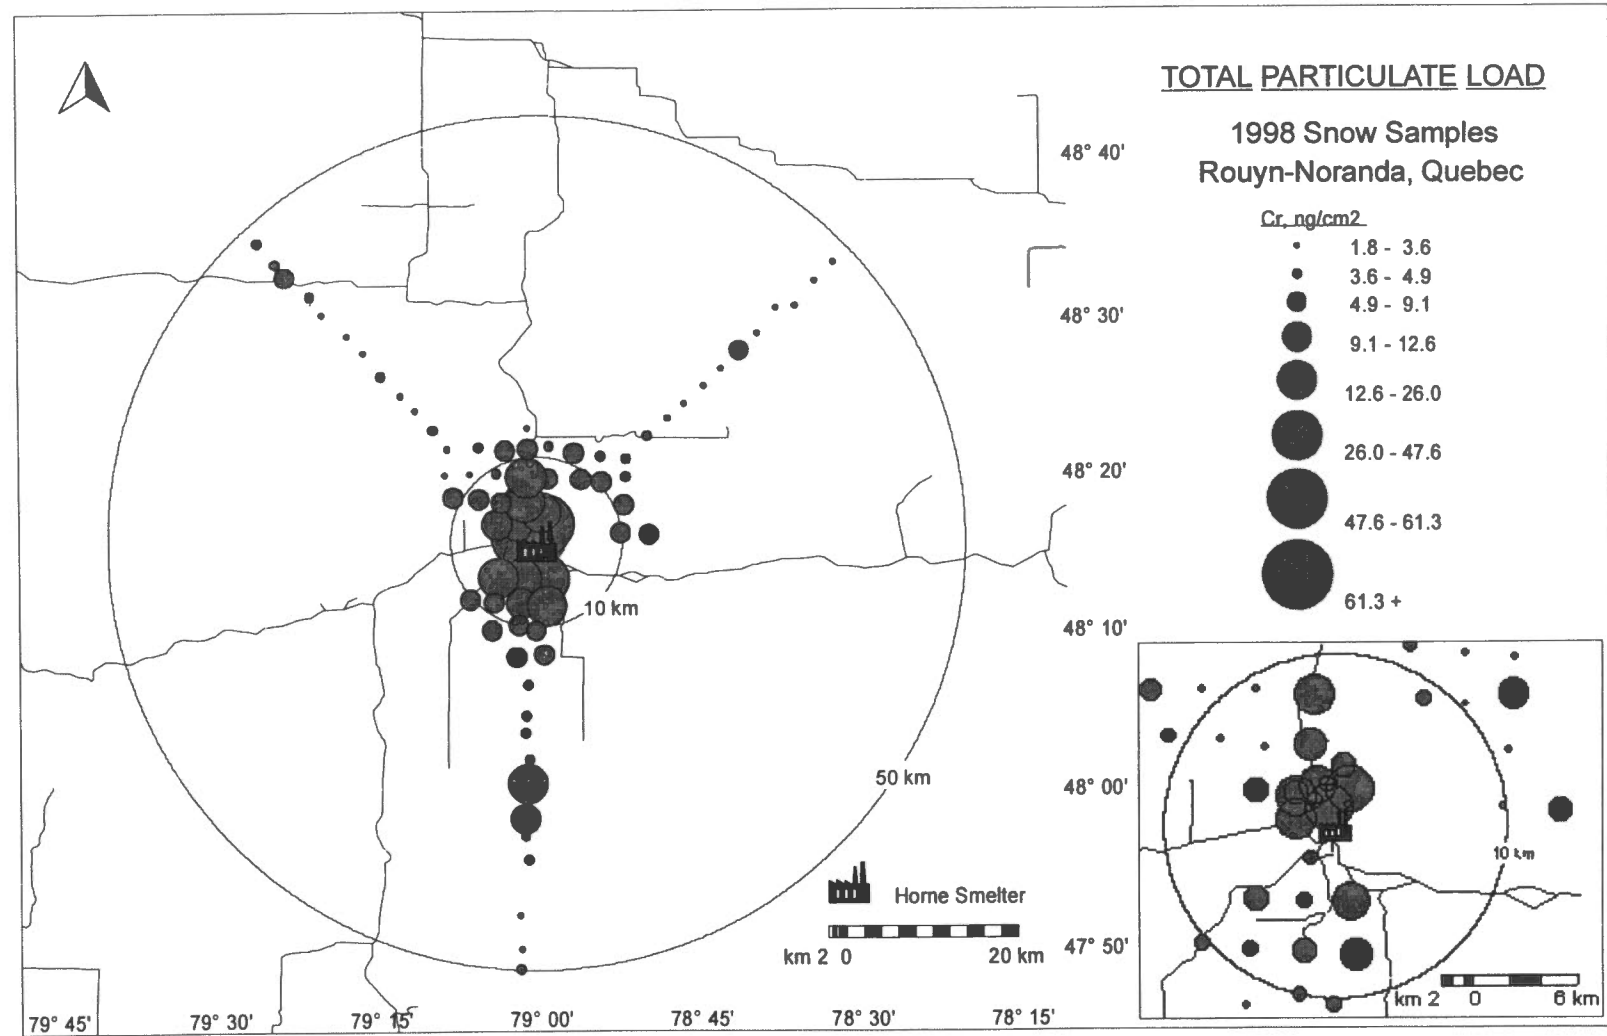 TOTAL PARTICULATE LOAD
1998 Snow Samples
Rouyn-Noranda, Quebec
Cr, ng/cm2
1.8 - 3.6
3.6 - 4.9
4.9 - 9.1
9.1 - 12.6
12.6 - 26.0
26.0 - 47.6
47.6 - 61.3
61.3 +
48° 40'
48° 30'
48° 20'
48° 10'
48° 00'
47° 50'
10 km
50 km
Horne Smelter
km 2 0 20 km
79° 45' 79° 30' 79° 15' 79° 00' 78° 45' 78° 30' 78° 15'
10 km
km 2 0 6 km